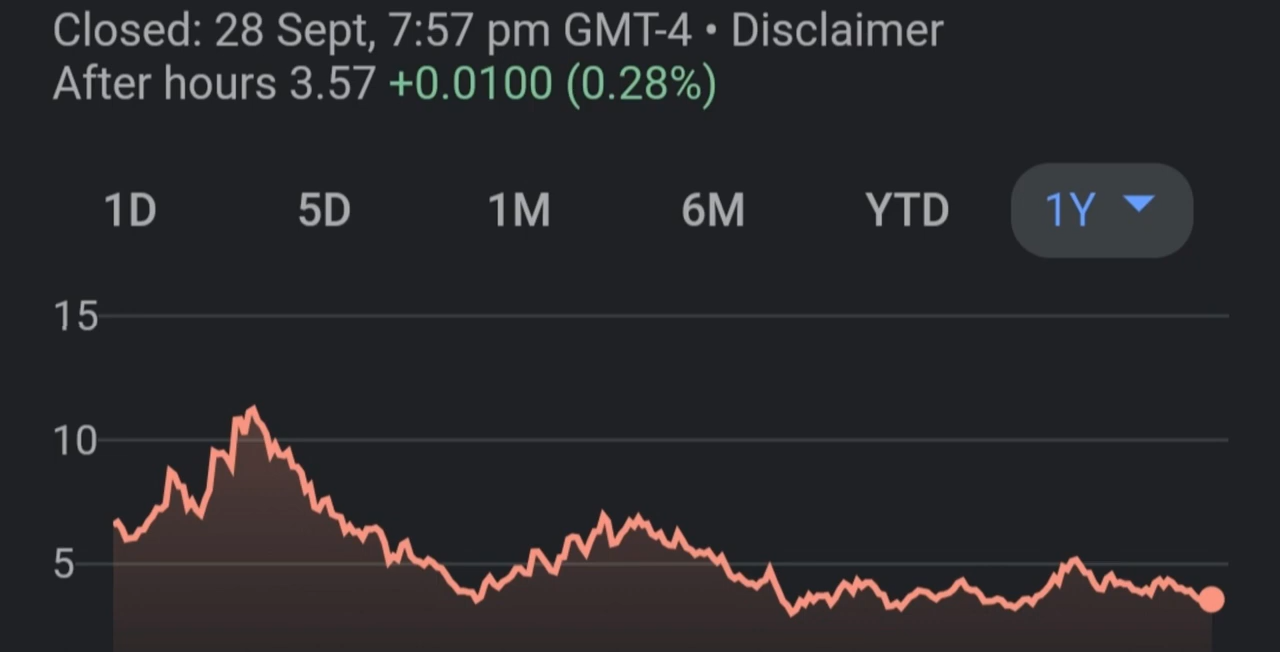 Closed: 28 Sept, 7:57 pm GMT-4 • Disclaimer
After hours 3.57 +0.0100 (0.28%)
1D 5D 1M 6M YTD 1Y
15
10
5